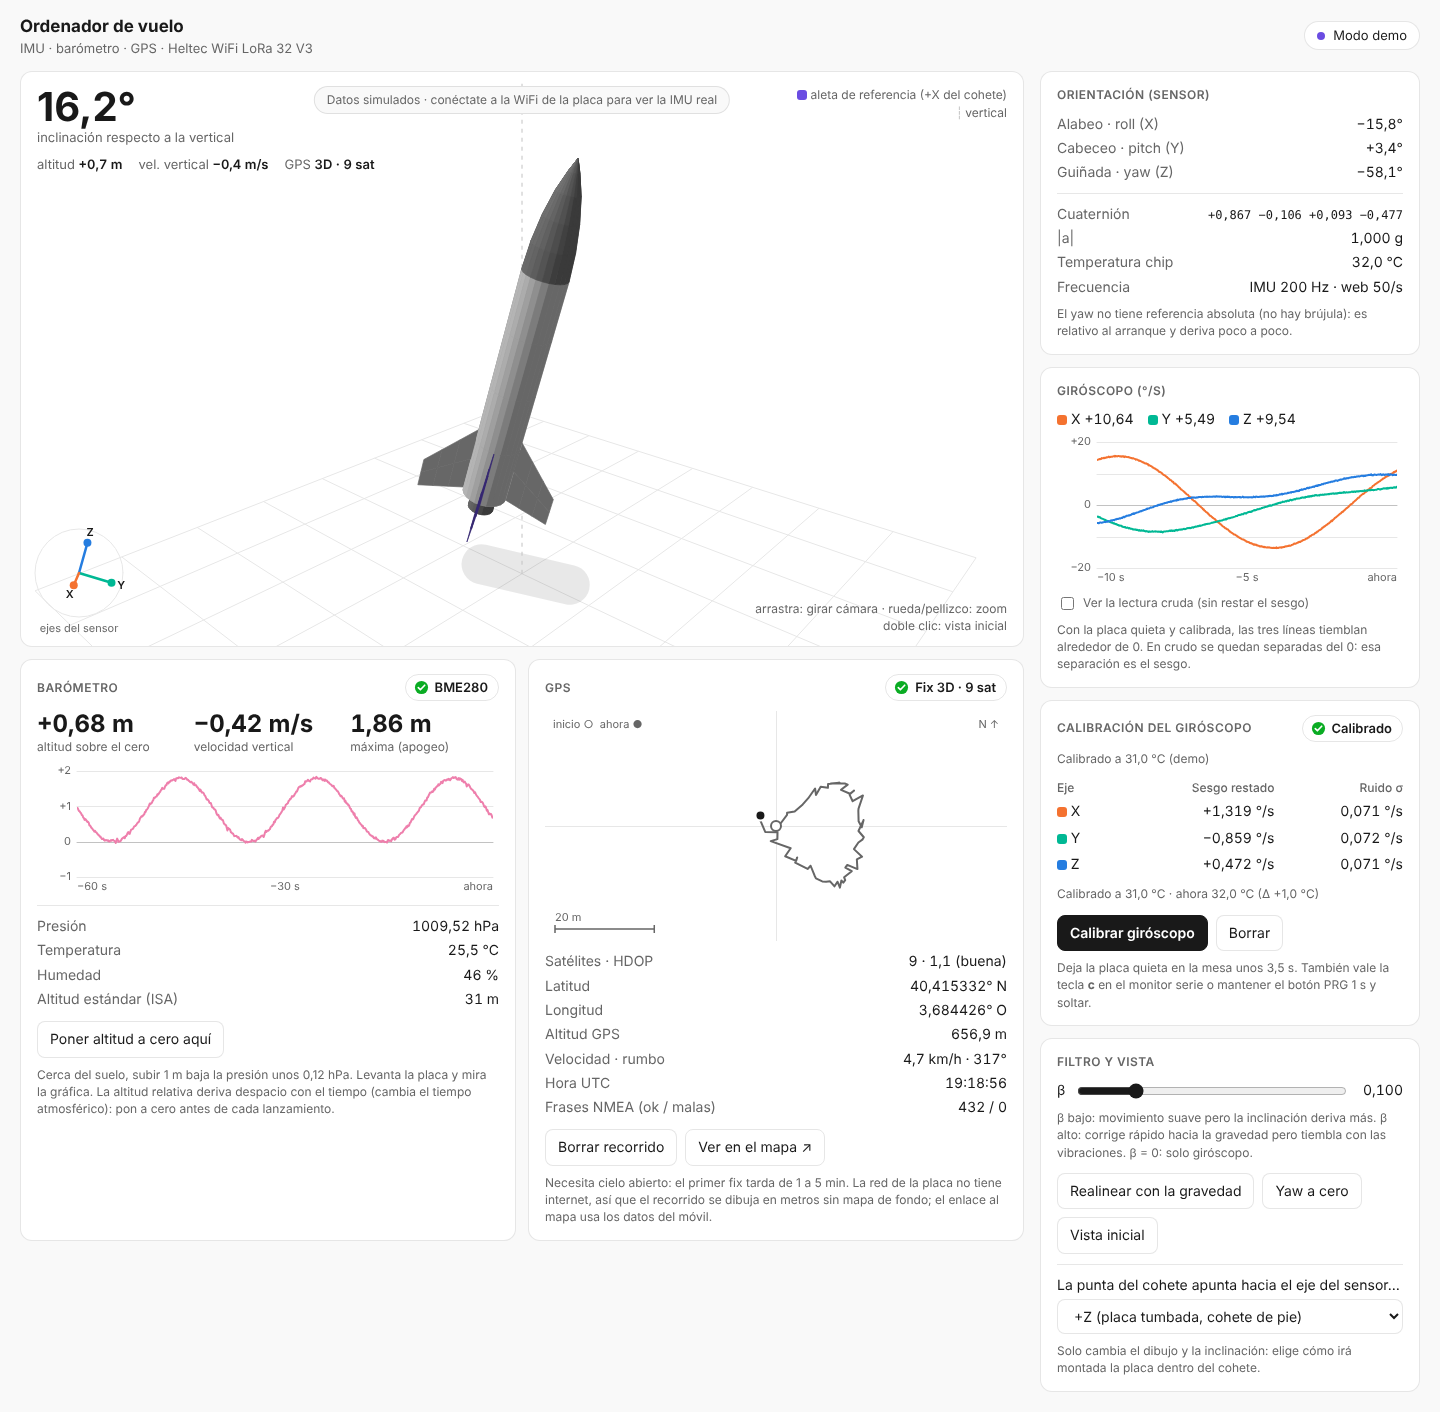 Ordenador de vuelo
IMU · barómetro · GPS · Heltec WiFi LoRa 32 V3
Modo demo
16,2°
inclinación respecto a la vertical
altitud +0,7 m vel. vertical −0,4 m/s GPS 3D · 9 sat
Datos simulados · conéctate a la WiFi de la placa para ver la IMU real
aleta de referencia (+X del cohete)
vertical
Z
Y
X
ejes del sensor
arrastra: girar cámara · rueda/pellizco: zoom
doble clic: vista inicial
BARÓMETRO
BME280
+0,68 m −0,42 m/s 1,86 m
altitud sobre el cero velocidad vertical máxima (apogeo)
+2
+1
0
−1
−60 s −30 s ahora
Presión 1009,52 hPa
Temperatura 25,5 °C
Humedad 46 %
Altitud estándar (ISA) 31 m
Poner altitud a cero aquí
Cerca del suelo, subir 1 m baja la presión unos 0,12 hPa. Levanta la placa y mira
la gráfica. La altitud relativa deriva despacio con el tiempo (cambia el tiempo
atmosférico): pon a cero antes de cada lanzamiento.
GPS
Fix 3D · 9 sat
inicio ahora
N ↑
20 m
Satélites · HDOP 9 · 1,1 (buena)
Latitud 40,415332° N
Longitud 3,684426° O
Altitud GPS 656,9 m
Velocidad · rumbo 4,7 km/h · 317°
Hora UTC 19:18:56
Frases NMEA (ok / malas) 432 / 0
Borrar recorrido Ver en el mapa ↗
Necesita cielo abierto: el primer fix tarda de 1 a 5 min. La red de la placa no tiene
internet, así que el recorrido se dibuja en metros sin mapa de fondo; el enlace al
mapa usa los datos del móvil.
ORIENTACIÓN (SENSOR)
Alabeo · roll (X) −15,8°
Cabeceo · pitch (Y) +3,4°
Guiñada · yaw (Z) −58,1°
Cuaternión +0,867 −0,106 +0,093 −0,477
|a| 1,000 g
Temperatura chip 32,0 °C
Frecuencia IMU 200 Hz · web 50/s
El yaw no tiene referencia absoluta (no hay brújula): es
relativo al arranque y deriva poco a poco.
GIRÓSCOPO (°/S)
X +10,64 Y +5,49 Z +9,54
+20
0
−20
−10 s −5 s ahora
Ver la lectura cruda (sin restar el sesgo)
Con la placa quieta y calibrada, las tres líneas tiemblan
alrededor de 0. En crudo se quedan separadas del 0: esa
separación es el sesgo.
CALIBRACIÓN DEL GIRÓSCOPO
Calibrado
Calibrado a 31,0 °C (demo)
Eje Sesgo restado Ruido σ
X +1,319 °/s 0,071 °/s
Y −0,859 °/s 0,072 °/s
Z +0,472 °/s 0,071 °/s
Calibrado a 31,0 °C · ahora 32,0 °C (Δ +1,0 °C)
Calibrar giróscopo Borrar
Deja la placa quieta en la mesa unos 3,5 s. También vale la
tecla c en el monitor serie o mantener el botón PRG 1 s y
soltar.
FILTRO Y VISTA
β 0,100
β bajo: movimiento suave pero la inclinación deriva más. β
alto: corrige rápido hacia la gravedad pero tiembla con las
vibraciones. β = 0: solo giróscopo.
Realinear con la gravedad Yaw a cero
Vista inicial
La punta del cohete apunta hacia el eje del sensor...
+Z (placa tumbada, cohete de pie)
Solo cambia el dibujo y la inclinación: elige cómo irá
montada la placa dentro del cohete.